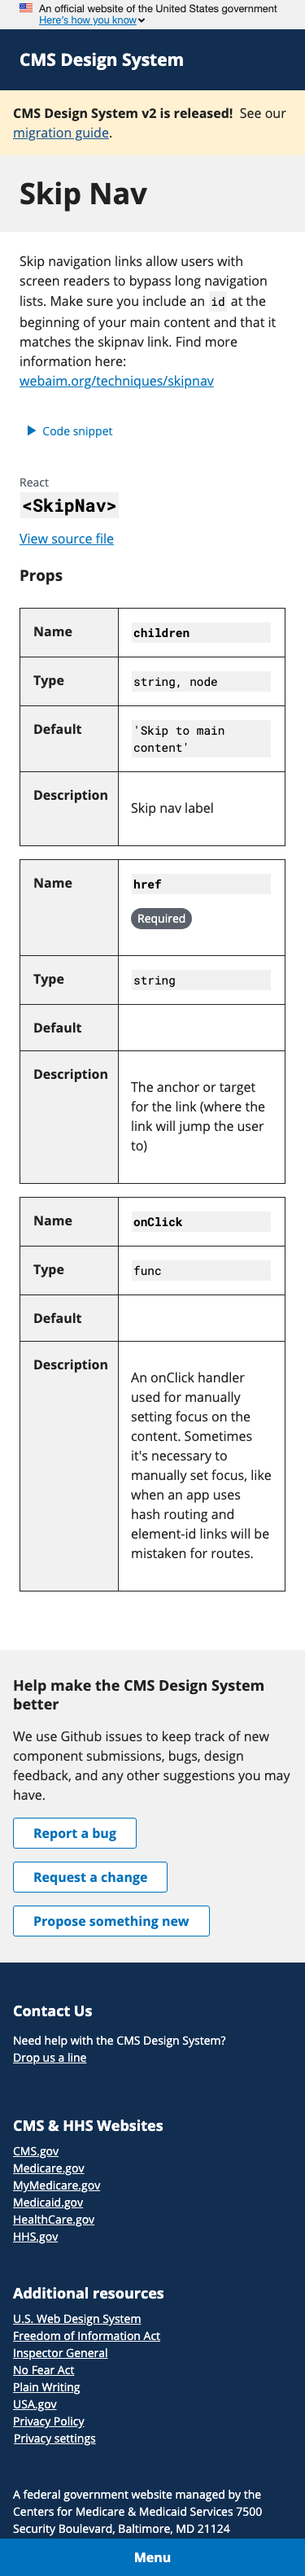 An official website of the United States government
Here's how you know
CMS Design System
CMS Design System v2 is released! See our
migration guide.
Skip Nav
Skip navigation links allow users with
screen readers to bypass long navigation
lists. Make sure you include an id at the
beginning of your main content and that it
matches the skipnav link. Find more
information here:
webaim.org/techniques/skipnav
Code snippet
React
<SkipNav>
View source file
Props
Name children
Type string, node
Default 'Skip to main
content'
Description Skip nav label
Name href
Required
Type string
Default
Description
The anchor or target
for the link (where the
link will jump the user
to)
Name onClick
Type func
Default
Description
An onClick handler
used for manually
setting focus on the
content. Sometimes
it's necessary to
manually set focus, like
when an app uses
hash routing and
element-id links will be
mistaken for routes.
Help make the CMS Design System
better
We use Github issues to keep track of new
component submissions, bugs, design
feedback, and any other suggestions you may
have.
Report a bug
Request a change
Propose something new
Contact Us
Need help with the CMS Design System?
Drop us a line
CMS & HHS Websites
CMS.gov
Medicare.gov
MyMedicare.gov
Medicaid.gov
HealthCare.gov
HHS.gov
Additional resources
U.S. Web Design System
Freedom of Information Act
Inspector General
No Fear Act
Plain Writing
USA.gov
Privacy Policy
Privacy settings
A federal government website managed by the
Centers for Medicare & Medicaid Services 7500
Security Boulevard, Baltimore, MD 21124
Menu